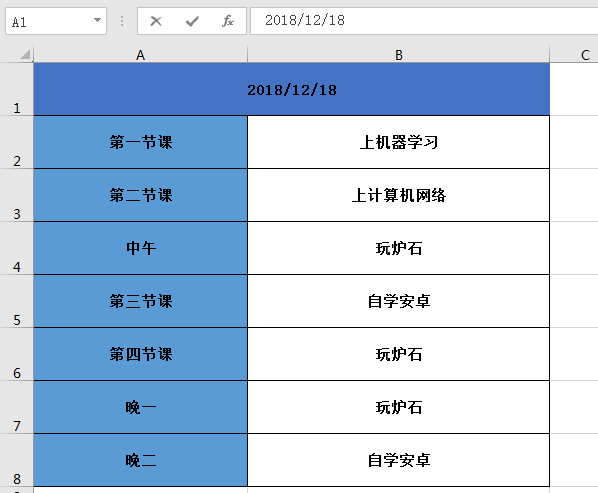 A1 fx 2018/12/18
A B C
1 2018/12/18
2 第一节课 上机器学习
3 第二节课 上计算机网络
4 中午 玩炉石
5 第三节课 自学安卓
6 第四节课 玩炉石
7 晚一 玩炉石
8 晚二 自学安卓